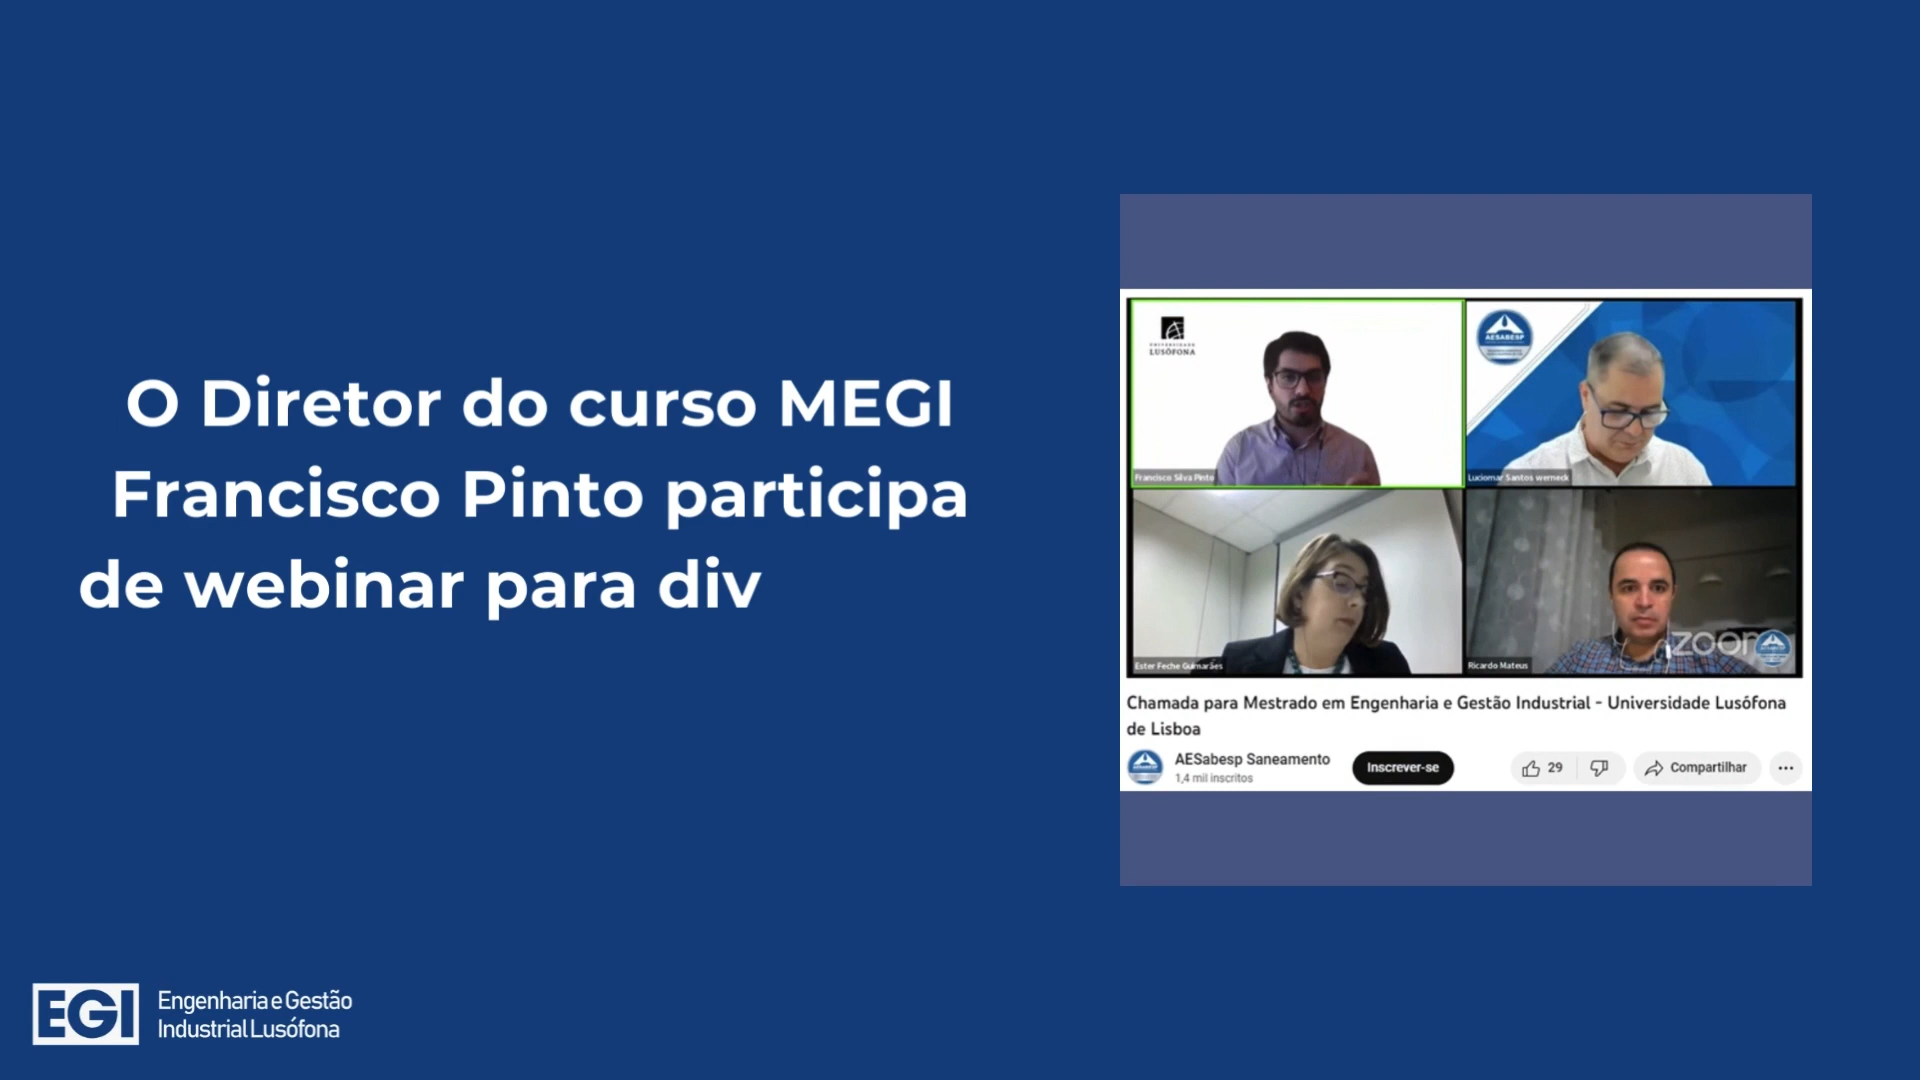 O Diretor do curso MEGI
Francisco Pinto participa
de webinar para div
UNIVERSIDADE
LUSÓFONA
AESABESP
Francisco Silva Pinto
Luciomar Santos werneck
Ester Feche Guimarães
Ricardo Mateus
zoom
Chamada para Mestrado em Engenharia e Gestão Industrial - Universidade Lusófona
de Lisboa
AESabesp Saneamento
1,4 mil inscritos
Inscrever-se
29
Compartilhar
EGI
Engenharia e Gestão
Industrial Lusófona